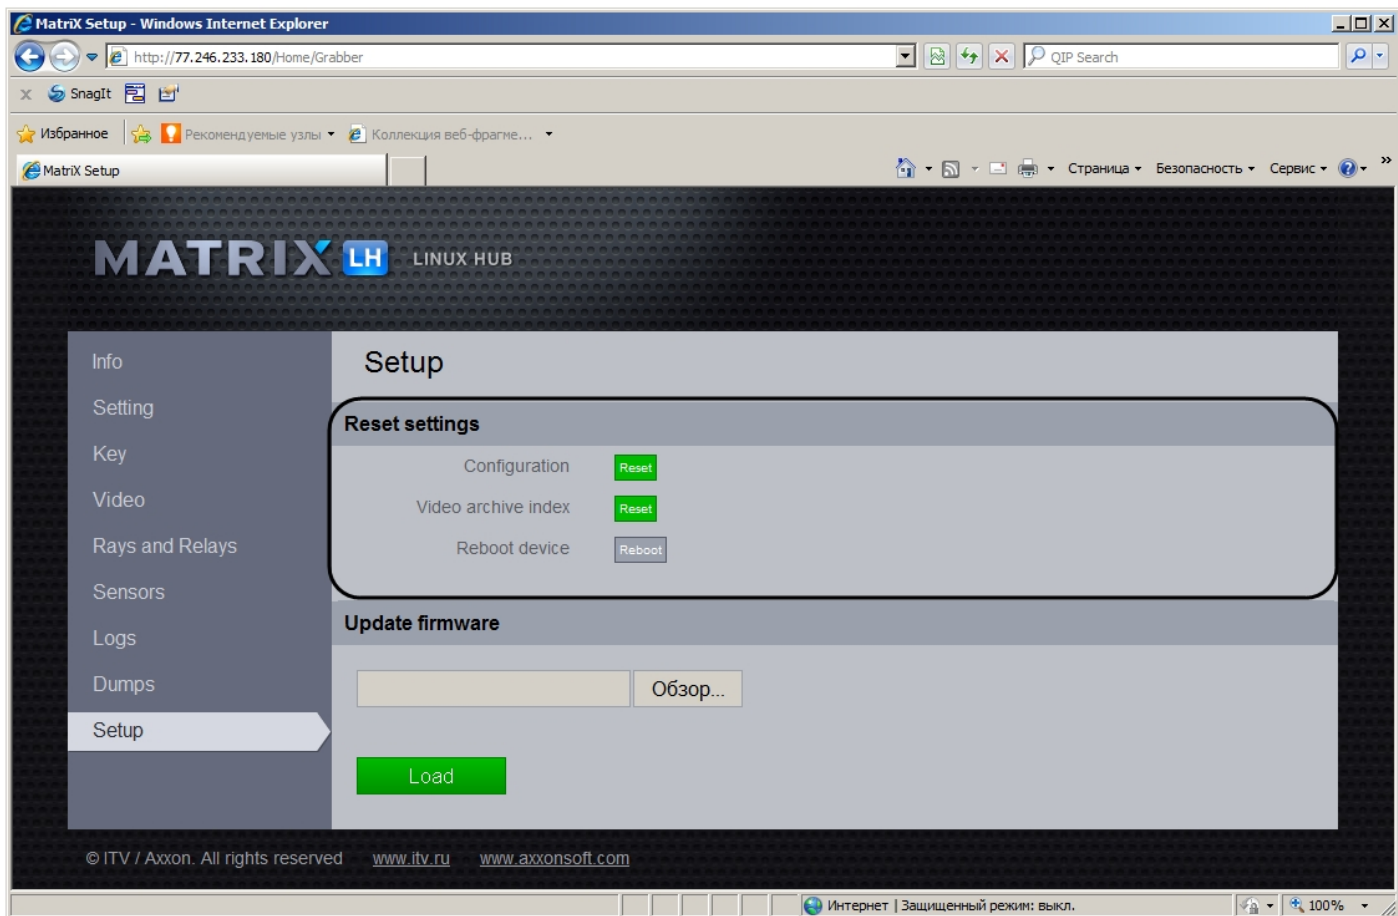 MatriX Setup - Windows Internet Explorer
http://77.246.233.180/Home/Grabber
QIP Search
x SnagIt
Избранное Рекомендуемые узлы Коллекция веб-фрагме...
MatriX Setup Страница Безопасность Сервис »
MATRIX LH LINUX HUB
Info
Setting
Key
Video
Rays and Relays
Sensors
Logs
Dumps
Setup
Setup
Reset settings
Configuration Reset
Video archive index Reset
Reboot device Reboot
Update firmware
Обзор...
Load
© ITV / Axxon. All rights reserved www.itv.ru www.axxonsoft.com
Интернет | Защищенный режим: выкл. 100%